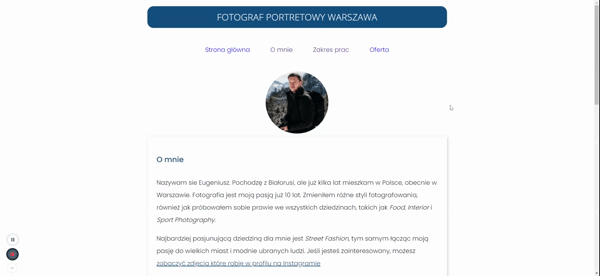 FOTOGRAF PORTRETOWY WARSZAWA
Strona główna O mnie Zakres prac Oferta
O mnie
Nazywam sie Eugeniusz. Pochodzę z Białorusi, ale już kilka lat mieszkam w Polsce, obecnie w
Warszawie. Fotografia jest moją pasją już 10 lat. Zmieniłem różne styli fotografowania,
również jak próbowałem sobie prawie we wszystkich dziedzinach, takich jak Food, Interior i
Sport Photography.
Najbardziej pasjonującą dziedziną dla mnie jest Street Fashion, tym samym łącząc moją
pasję do wielkich miast i modnie ubranych ludzi. Jeśli jesteś zainteresowany, możesz
zobaczyć zdjęcia które robię w profilu na Instagramie